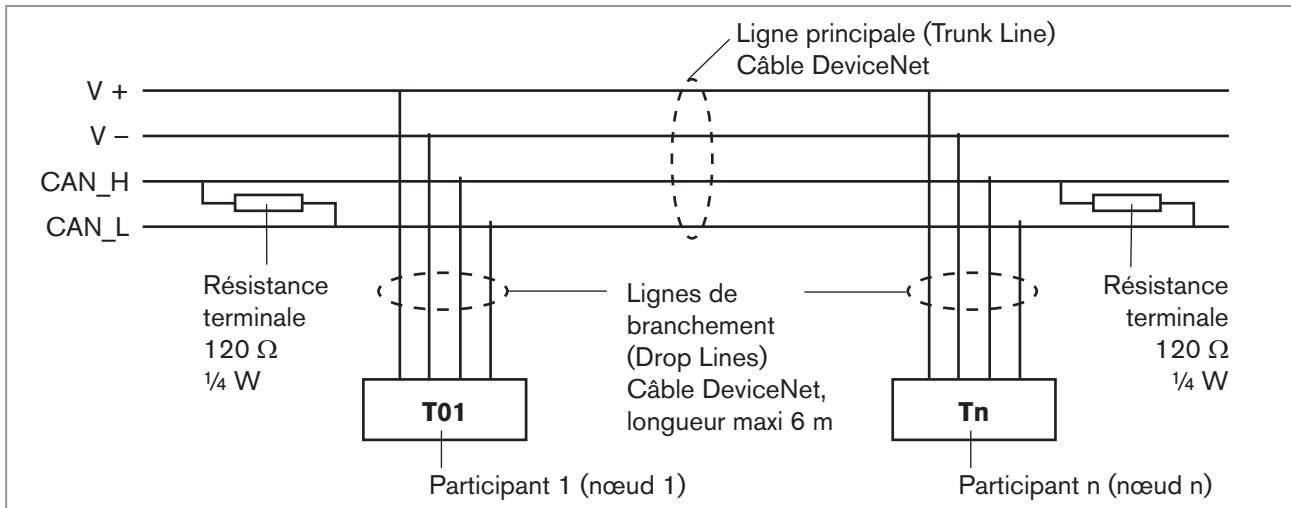 Ligne principale (Trunk Line)
Câble DeviceNet
V +
V –
CAN_H
CAN_L
Résistance
terminale
120 Ω
¼ W
Lignes de
branchement
(Drop Lines)
Câble DeviceNet,
longueur maxi 6 m
Résistance
terminale
120 Ω
¼ W
T01
Tn
Participant 1 (nœud 1)
Participant n (nœud n)